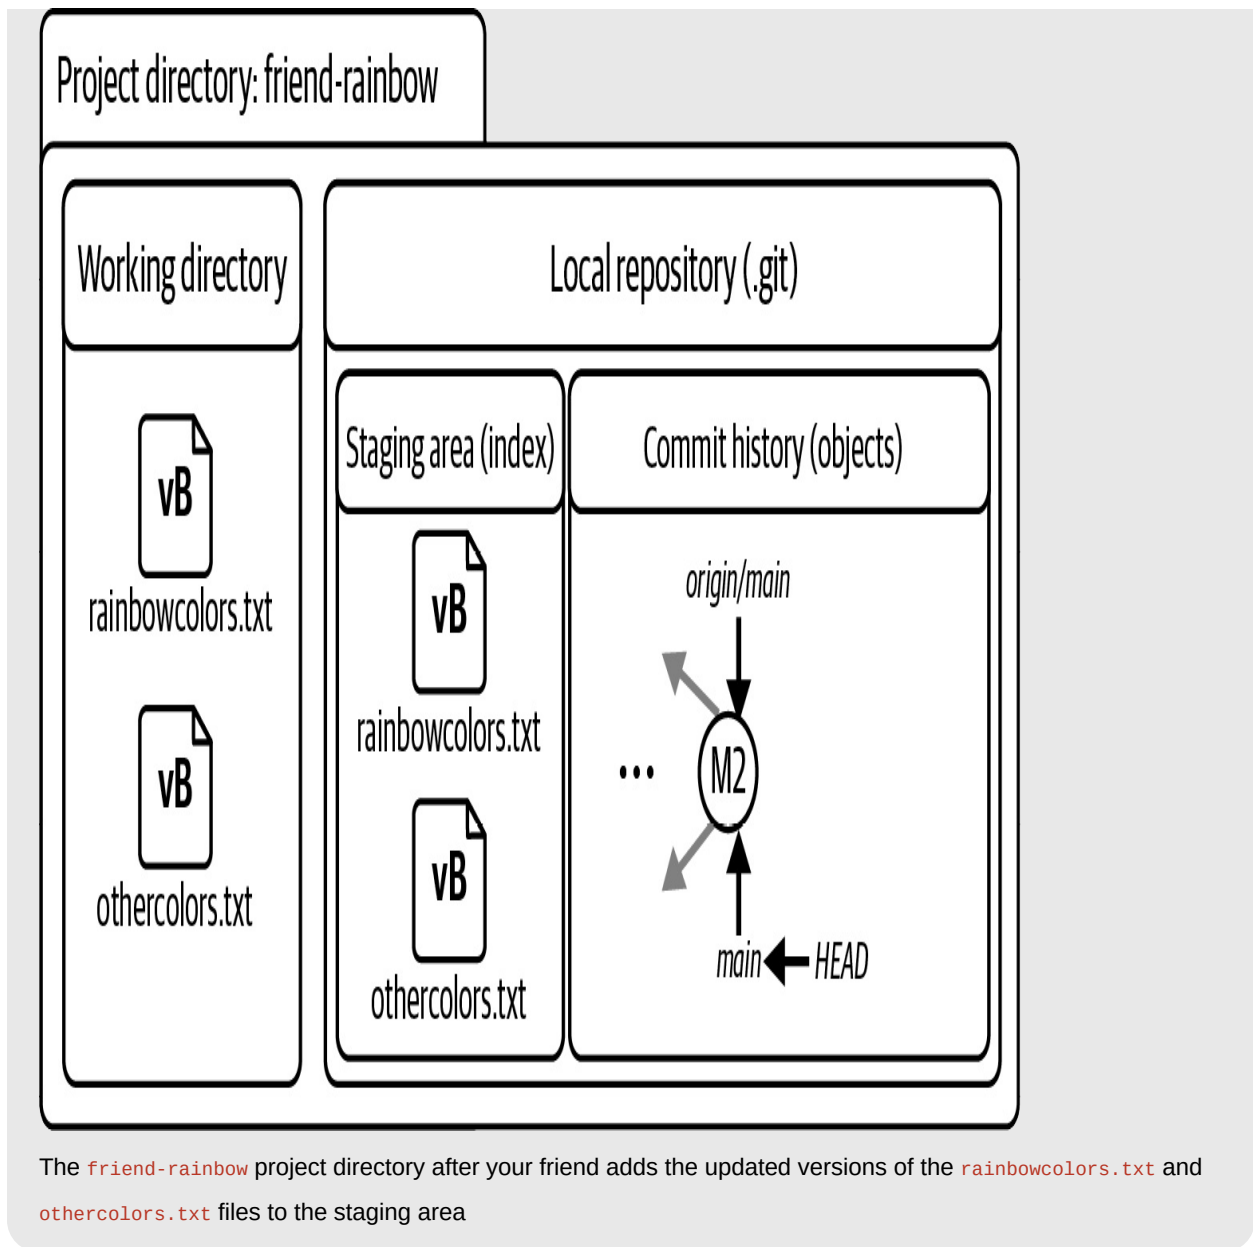 Project directory: friend-rainbow
Working directory
Local repository (.git)
Staging area (index)
Commit history (objects)
vB
rainbowcolors.txt
vB
othercolors.txt
vB
rainbowcolors.txt
vB
othercolors.txt
origin/main
...
M2
main
HEAD
The friend-rainbow project directory after your friend adds the updated versions of the rainbowcolors.txt and
othercolors.txt files to the staging area